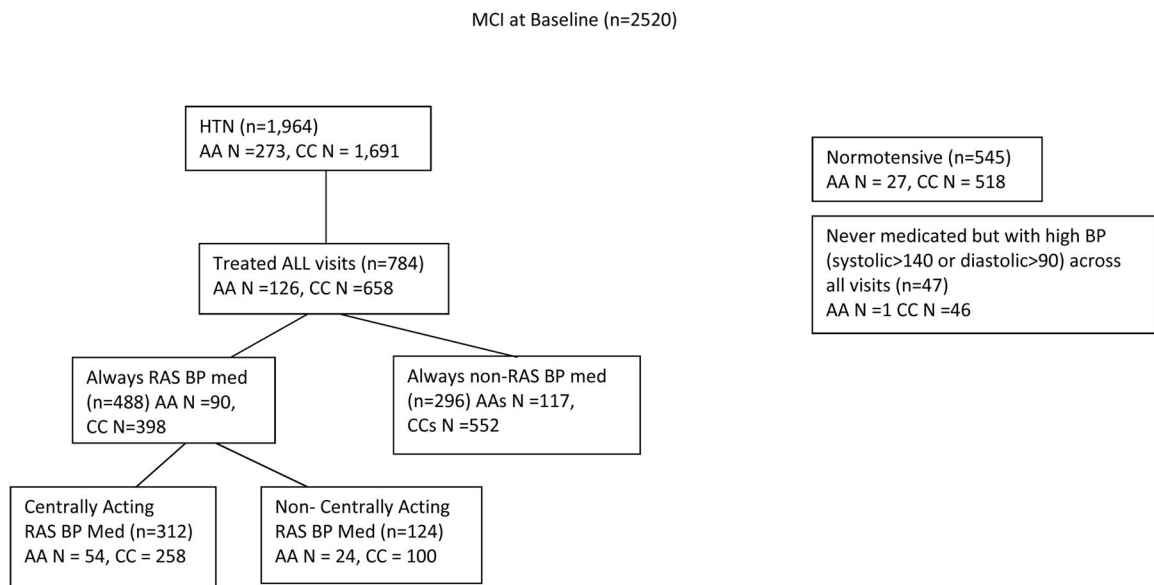 MCI at Baseline (n=2520)
HTN (n=1,964)
AA N =273, CC N = 1,691
Normotensive (n=545)
AA N = 27, CC N = 518
Never medicated but with high BP
(systolic>140 or diastolic>90) across
all visits (n=47)
AA N =1 CC N =46
Treated ALL visits (n=784)
AA N =126, CC N =658
Always RAS BP med
(n=488) AA N =90,
CC N=398
Always non-RAS BP med
(n=296) AAs N =117,
CCs N =552
Centrally Acting
RAS BP Med (n=312)
AA N = 54, CC = 258
Non- Centrally Acting
RAS BP Med (n=124)
AA N = 24, CC = 100